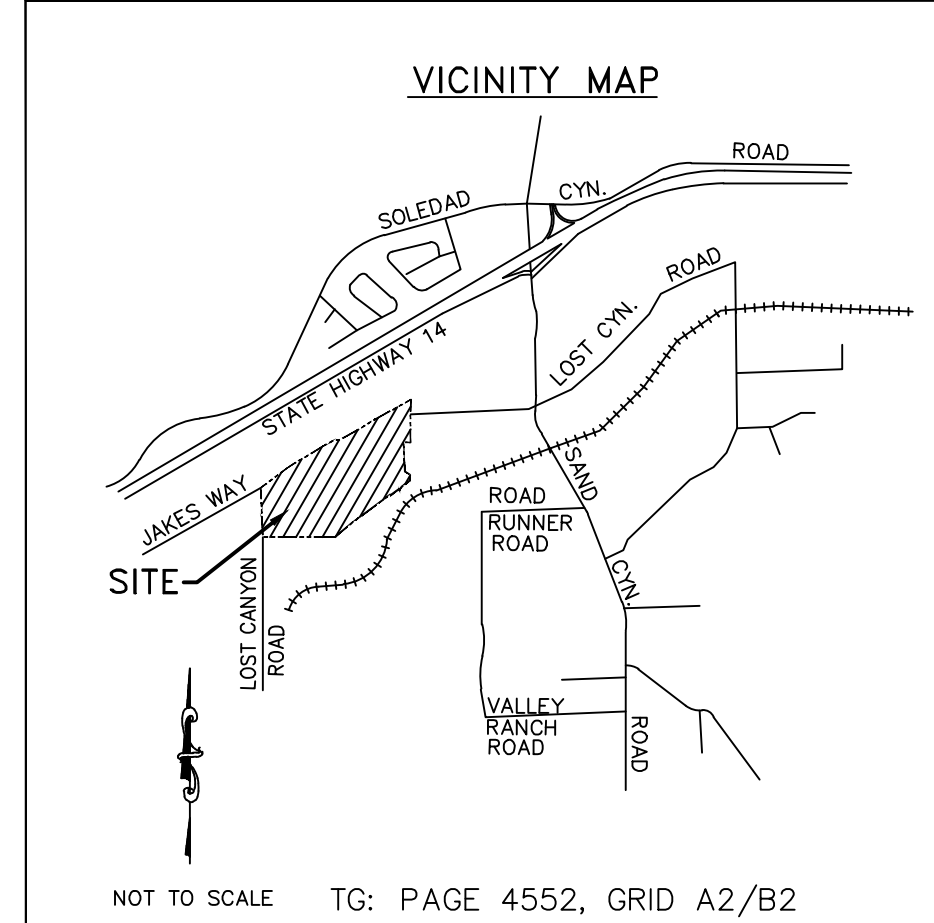 VICINITY MAP
ROAD
CYN.
SOLEDAD
ROAD
LOST CYN.
STATE HIGHWAY 14
SAND
JAKES WAY
ROAD
RUNNER
ROAD
SITE
CYN.
LOST CANYON
ROAD
VALLEY
RANCH
ROAD
ROAD
NOT TO SCALE
TG: PAGE 4552, GRID A2/B2